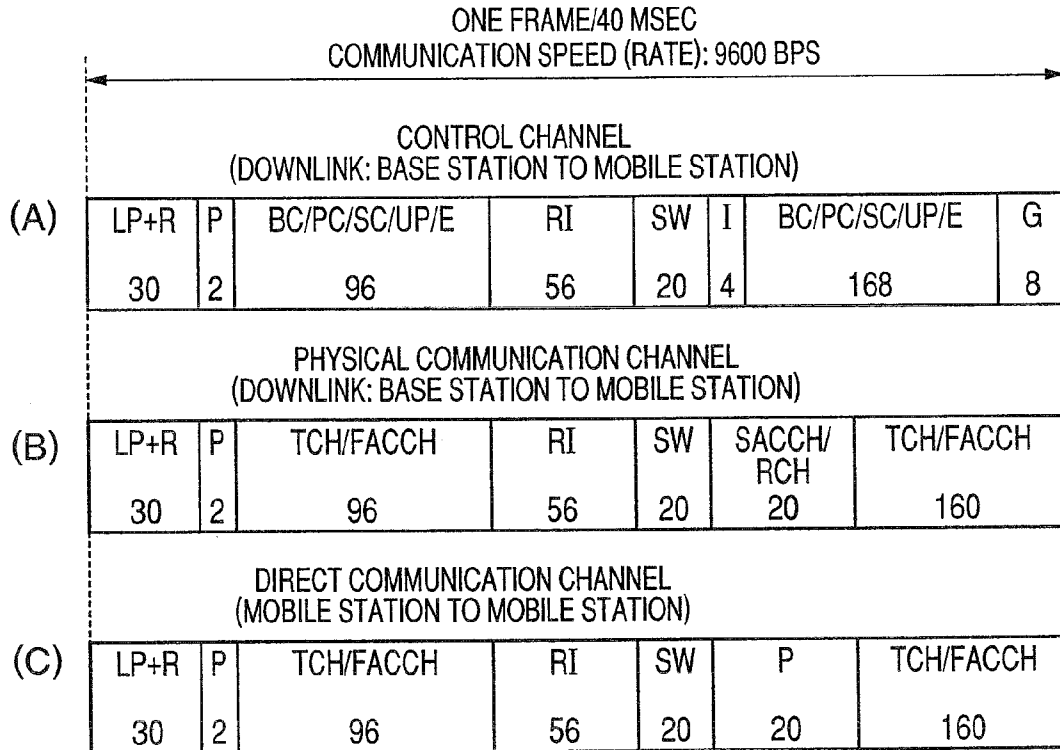 ONE FRAME/40 MSEC
COMMUNICATION SPEED (RATE): 9600 BPS
CONTROL CHANNEL
(DOWNLINK: BASE STATION TO MOBILE STATION)
(A) LP+R P BC/PC/SC/UP/E RI SW I BC/PC/SC/UP/E G
30 2 96 56 20 4 168 8
PHYSICAL COMMUNICATION CHANNEL
(DOWNLINK: BASE STATION TO MOBILE STATION)
(B) LP+R P TCH/FACCH RI SW SACCH/ TCH/FACCH
RCH
30 2 96 56 20 20 160
DIRECT COMMUNICATION CHANNEL
(MOBILE STATION TO MOBILE STATION)
(C) LP+R P TCH/FACCH RI SW P TCH/FACCH
30 2 96 56 20 20 160